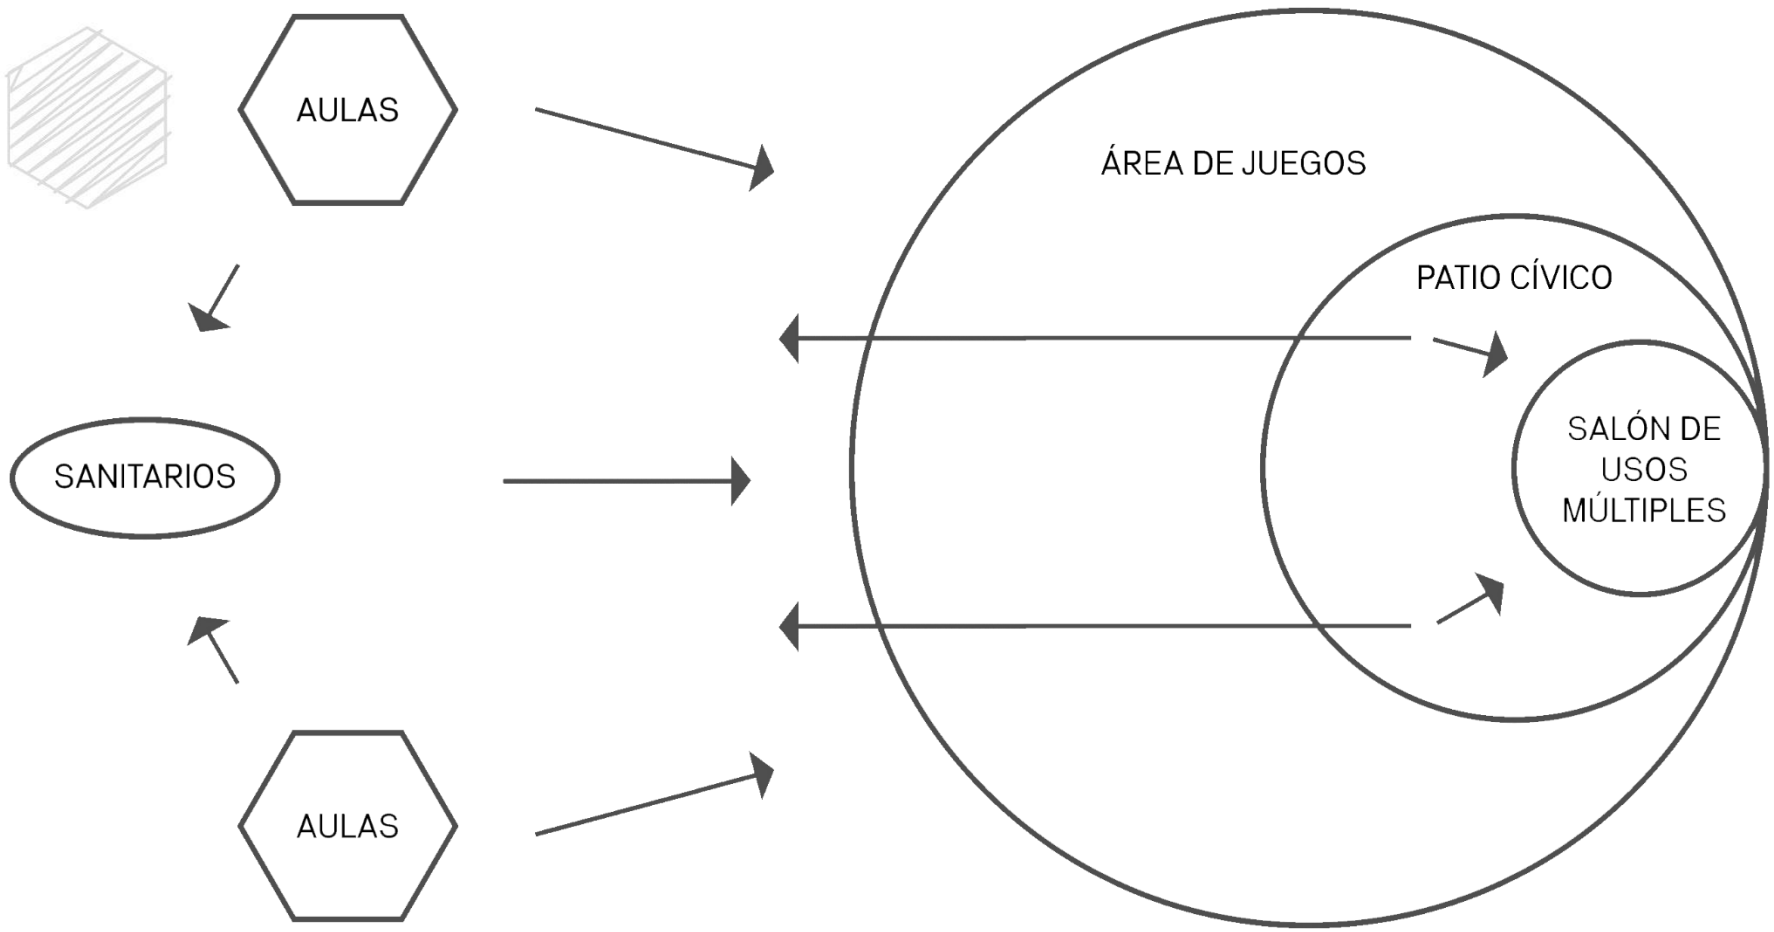 AULAS
ÁREA DE JUEGOS
PATIO CÍVICO
SALÓN DE
USOS
MÚLTIPLES
SANITARIOS
AULAS